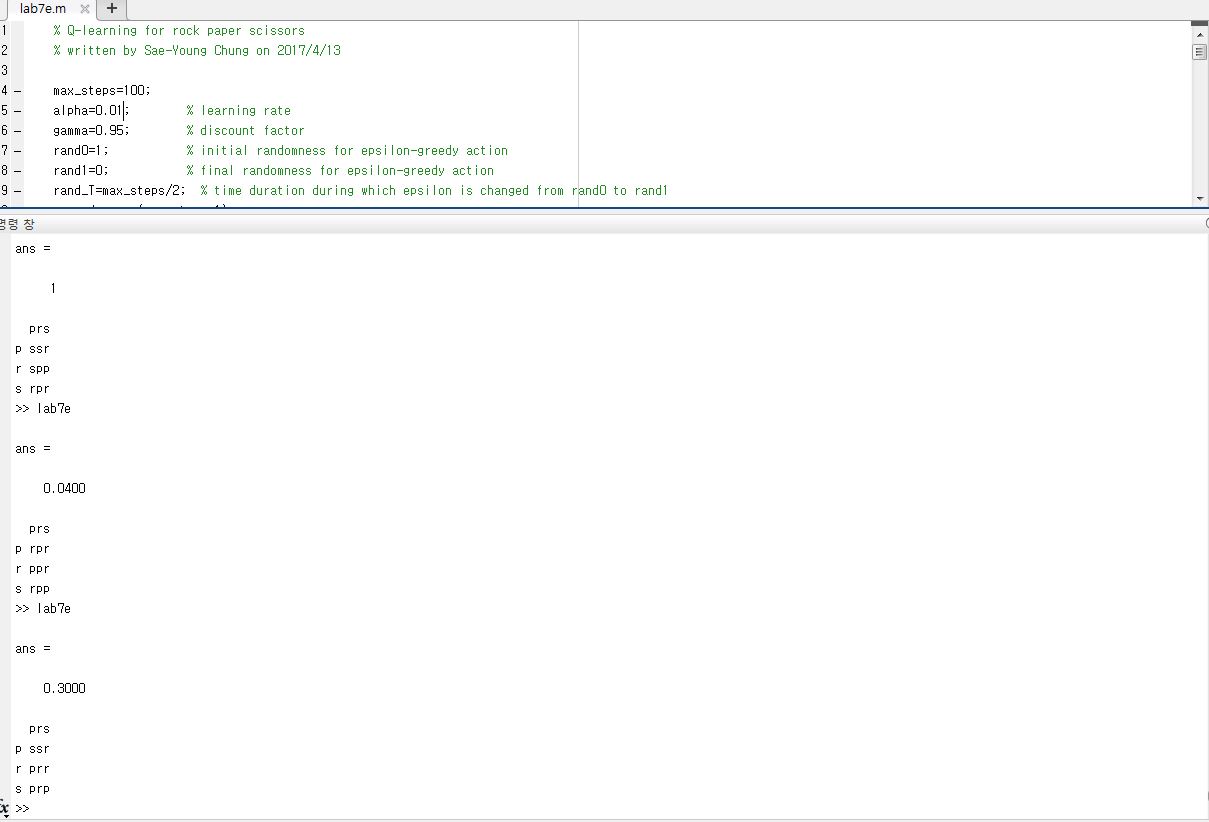 lab7e.m
1 % Q-learning for rock paper scissors
2 % written by Sae-Young Chung on 2017/4/13
3
4 – max_steps=100;
5 – alpha=0.01; % learning rate
6 – gamma=0.95; % discount factor
7 – rand0=1; % initial randomness for epsilon-greedy action
8 – rand1=0; % final randomness for epsilon-greedy action
9 – rand_T=max_steps/2; % time duration during which epsilon is changed from rand0 to rand1
명령 창
ans =
1
prs
p ssr
r spp
s rpr
>> lab7e
ans =
0.0400
prs
p rpr
r ppr
s rpp
>> lab7e
ans =
0.3000
prs
p ssr
r prr
s prp
fx >>